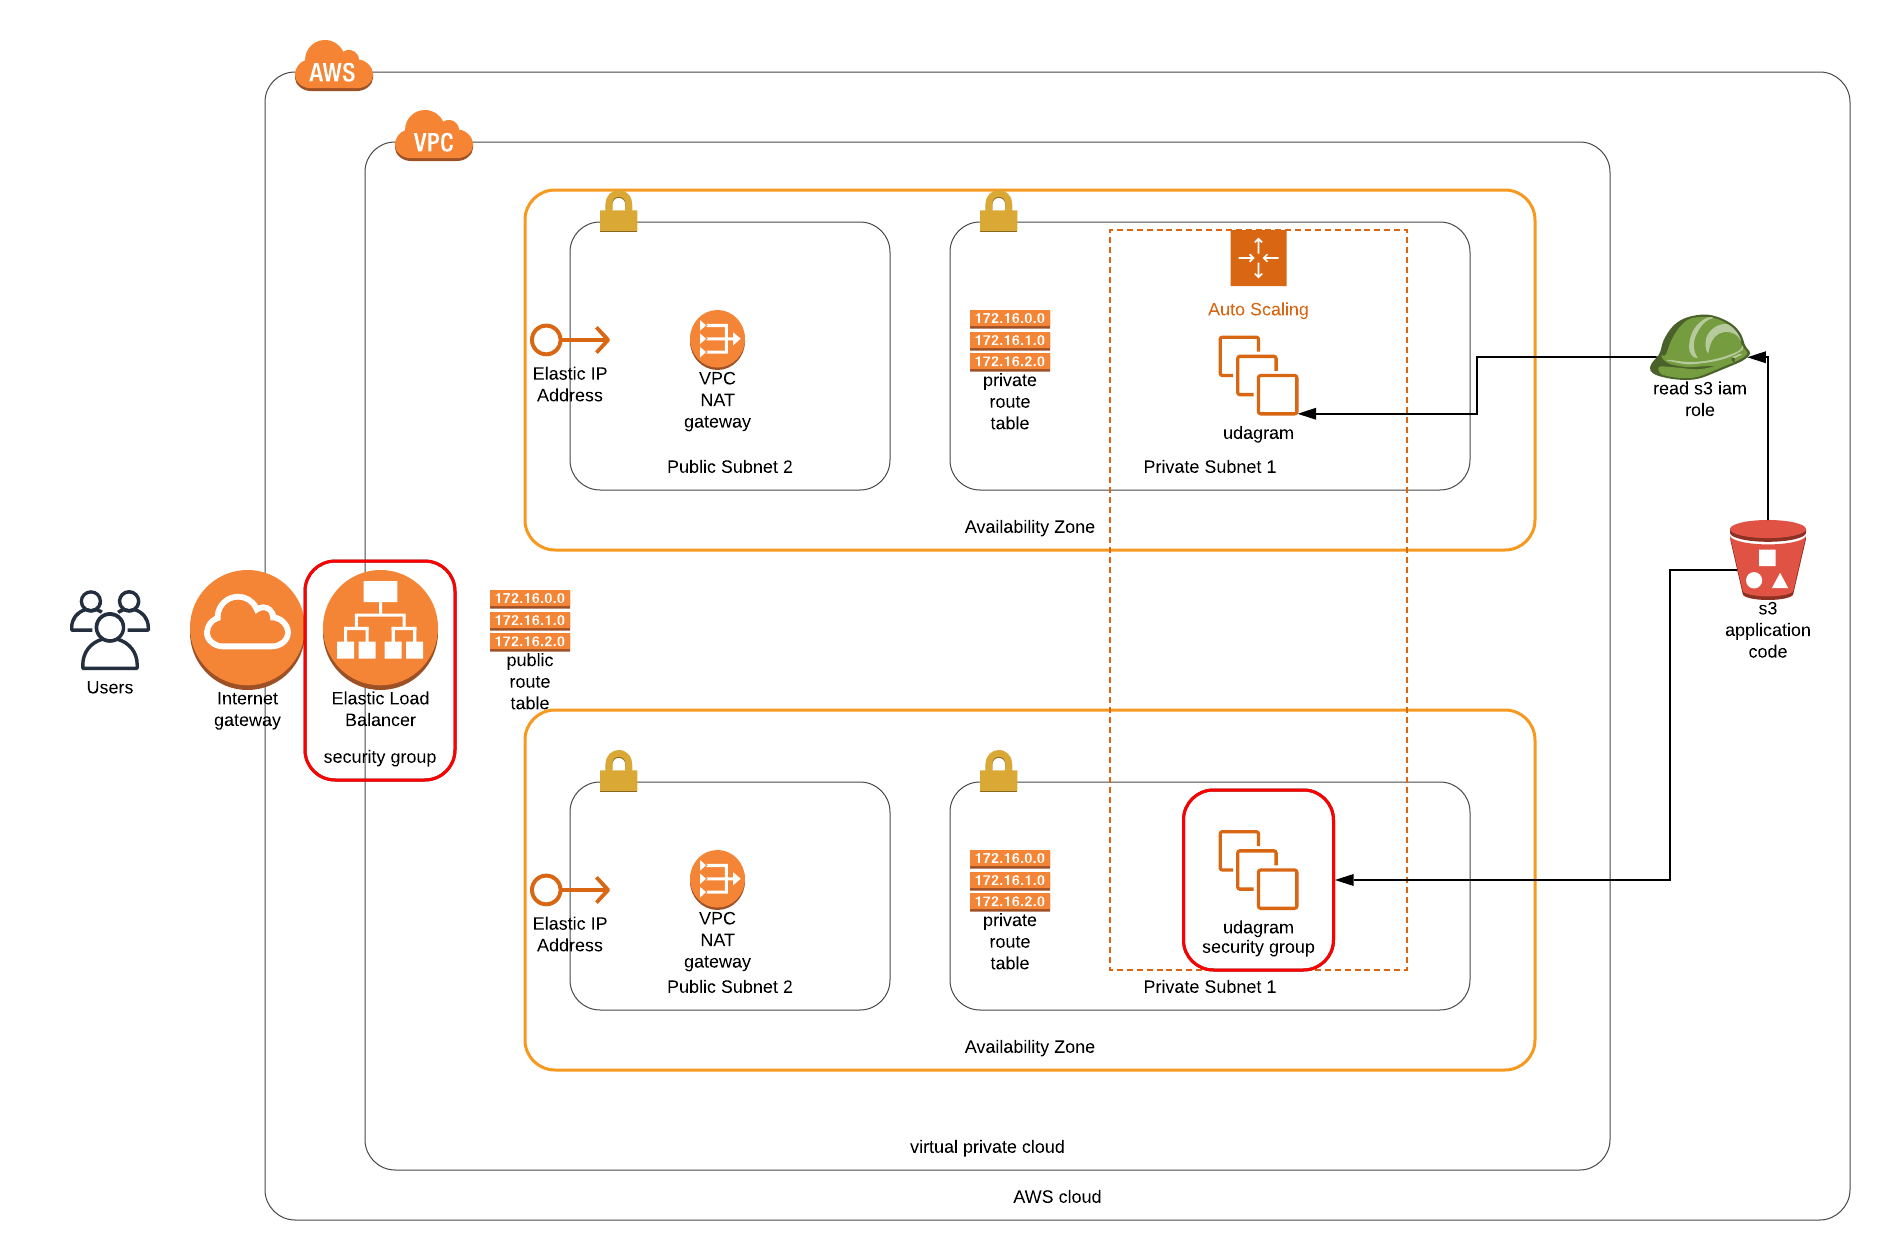 AWS
VPC
Elastic IP
Address
VPC
NAT
gateway
Public Subnet 2
172.16.0.0
172.16.1.0
172.16.2.0
private
route
table
Auto Scaling
udagram
Private Subnet 1
Availability Zone
read s3 iam
role
s3
application
code
Users
Internet
gateway
Elastic Load
Balancer
security group
172.16.0.0
172.16.1.0
172.16.2.0
public
route
table
Elastic IP
Address
VPC
NAT
gateway
Public Subnet 2
172.16.0.0
172.16.1.0
172.16.2.0
private
route
table
udagram
security group
Private Subnet 1
Availability Zone
virtual private cloud
AWS cloud